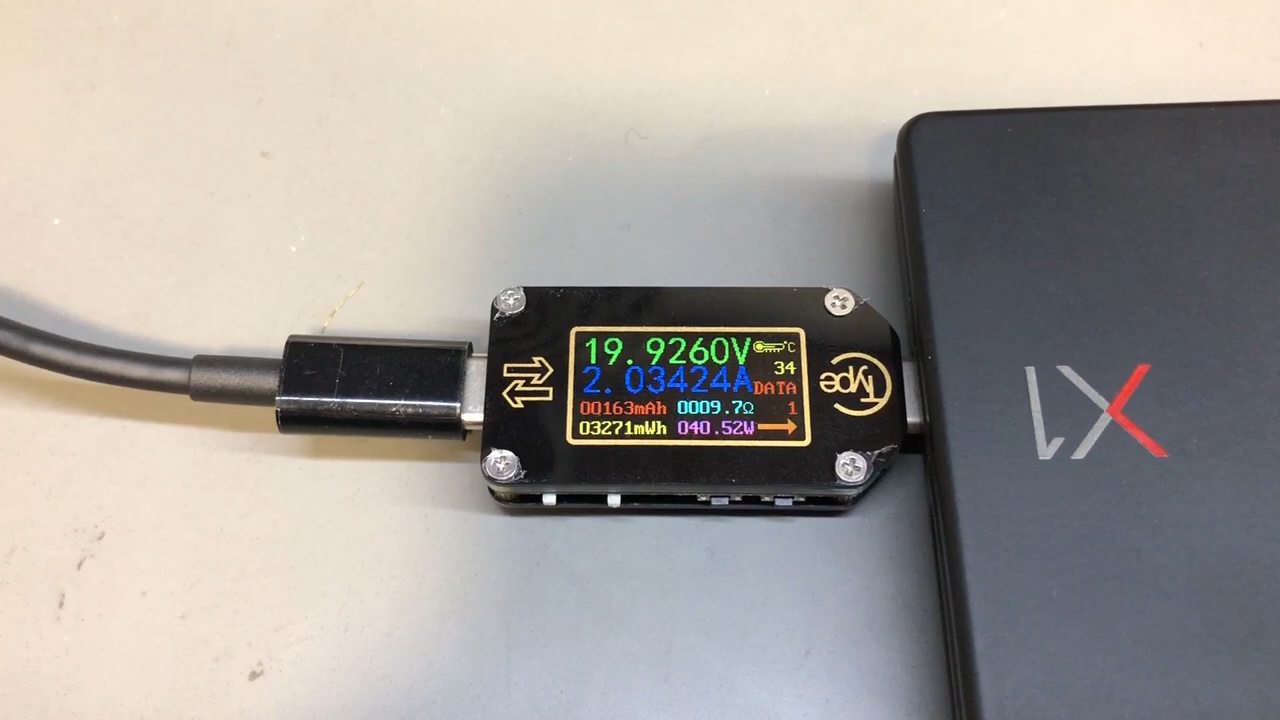 19.9260V °C
34
2.03424A DATA
00163mAh 0009.7Ω 1
03271mWh 040.52W
Type C
X1